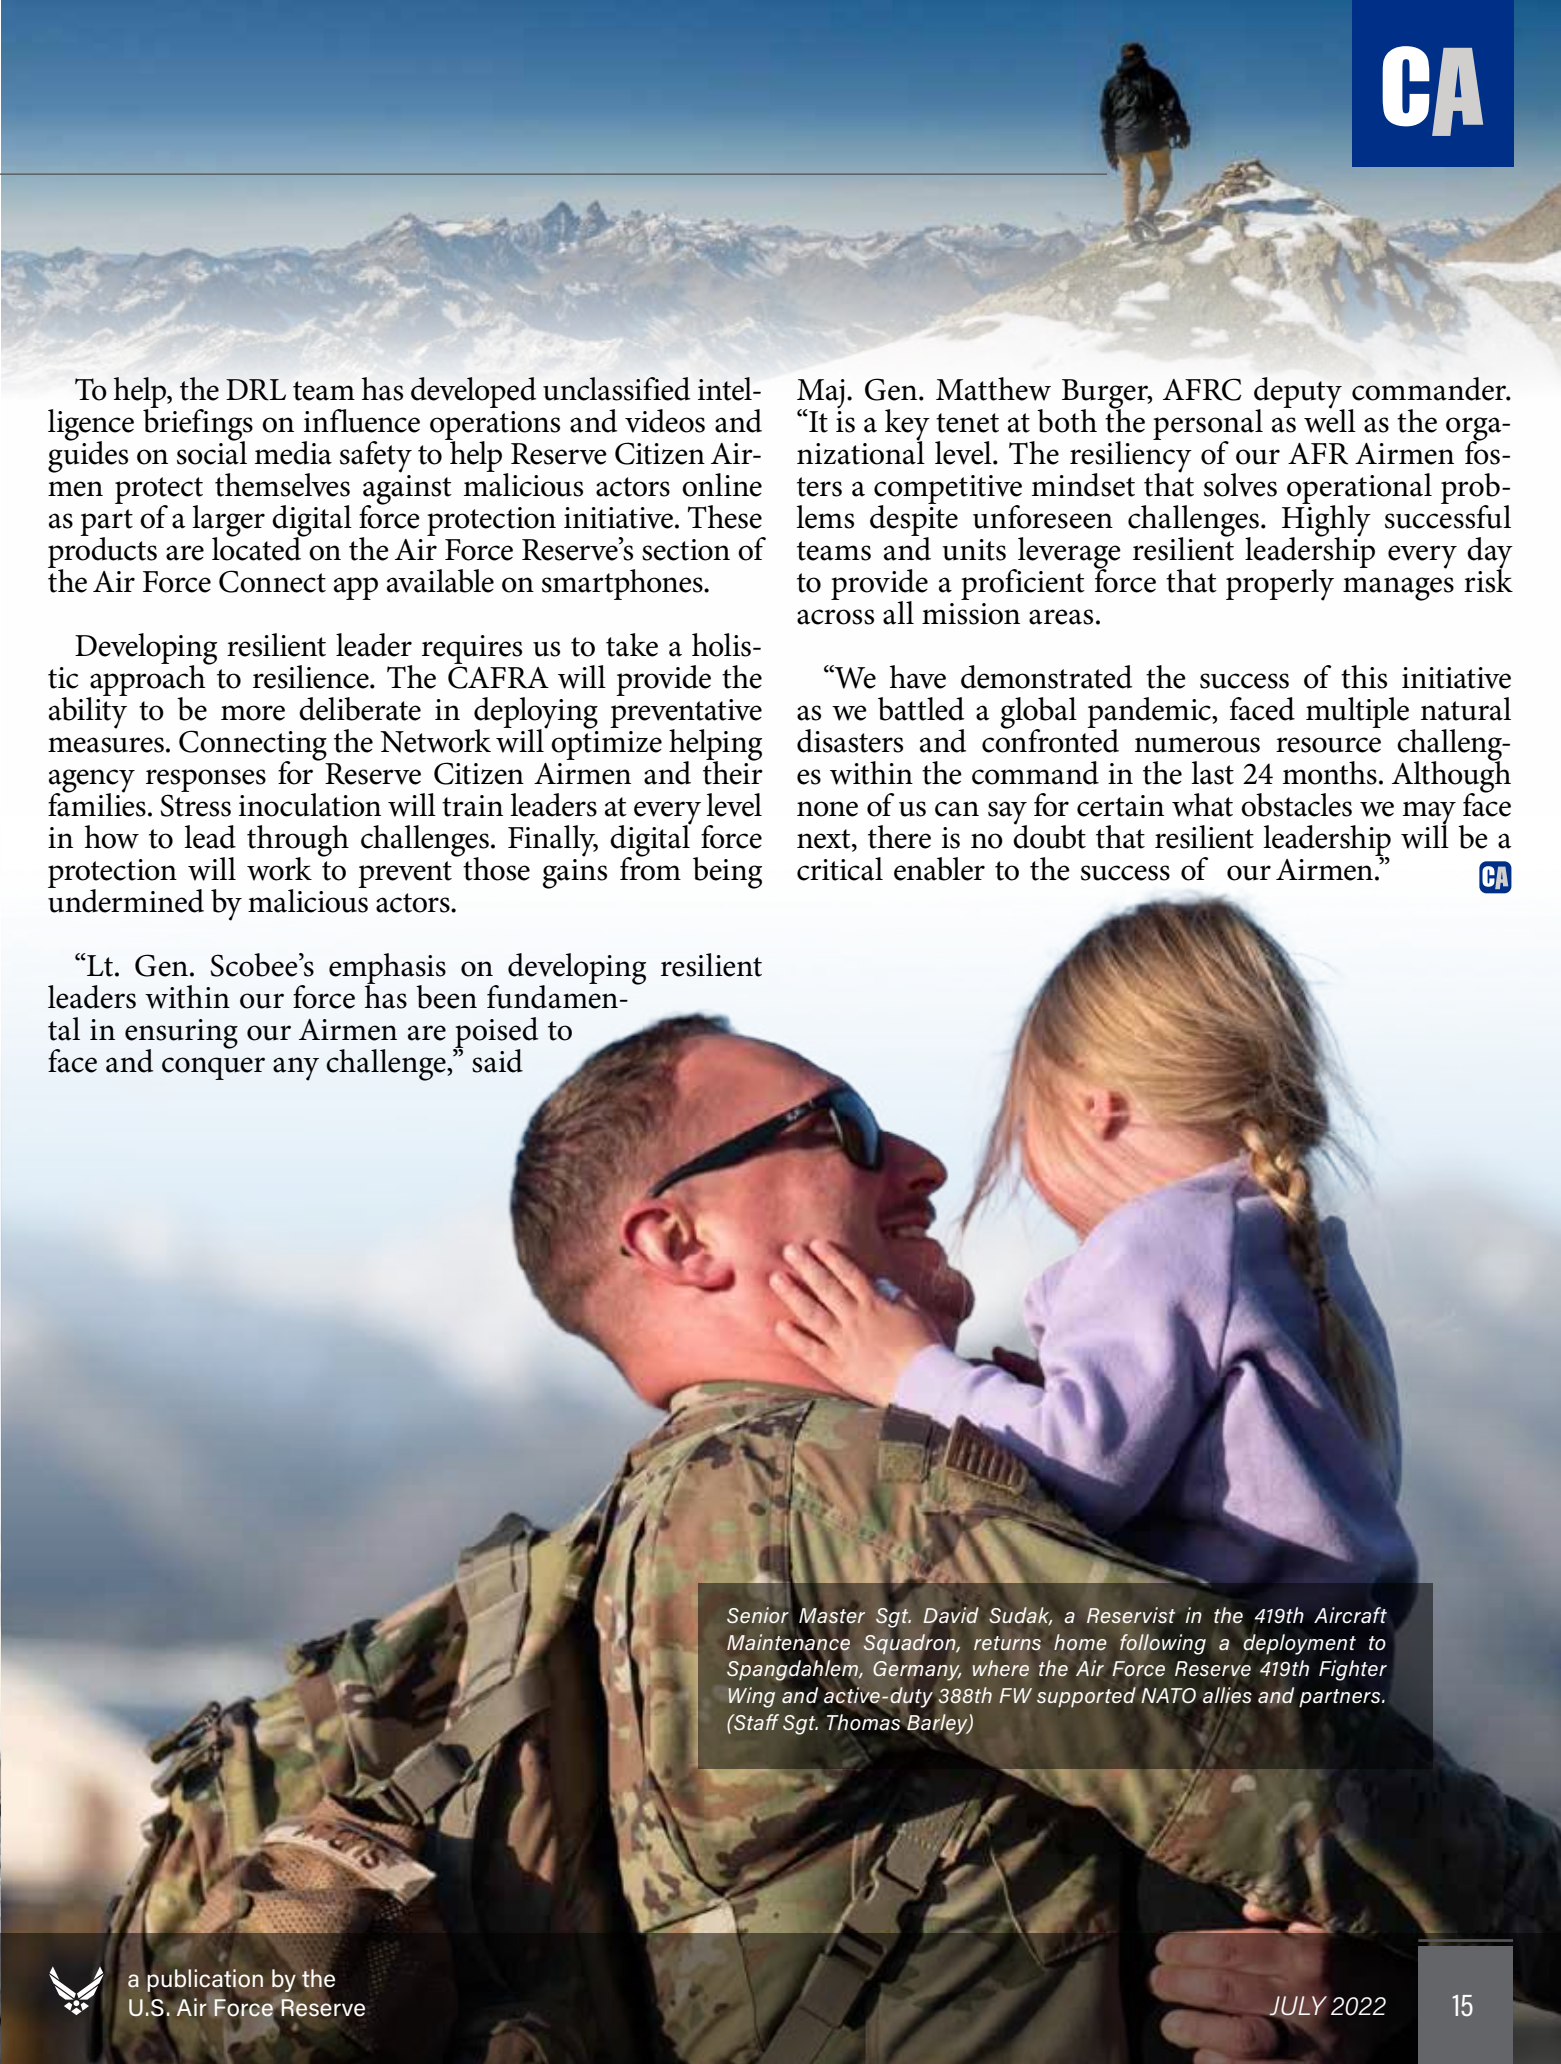 CA
To help, the DRL team has developed unclassified intel-
ligence briefings on influence operations and videos and
guides on social media safety to help Reserve Citizen Air-
men protect themselves against malicious actors online
as part of a larger digital force protection initiative. These
products are located on the Air Force Reserve’s section of
the Air Force Connect app available on smartphones.
Developing resilient leader requires us to take a holis-
tic approach to resilience. The CAFRA will provide the
ability to be more deliberate in deploying preventative
measures. Connecting the Network will optimize helping
agency responses for Reserve Citizen Airmen and their
families. Stress inoculation will train leaders at every level
in how to lead through challenges. Finally, digital force
protection will work to prevent those gains from being
undermined by malicious actors.
“Lt. Gen. Scobee’s emphasis on developing resilient
leaders within our force has been fundamen-
tal in ensuring our Airmen are poised to
face and conquer any challenge,” said
Maj. Gen. Matthew Burger, AFRC deputy commander.
“It is a key tenet at both the personal as well as the orga-
nizational level. The resiliency of our AFR Airmen fos-
ters a competitive mindset that solves operational prob-
lems despite unforeseen challenges. Highly successful
teams and units leverage resilient leadership every day
to provide a proficient force that properly manages risk
across all mission areas.
“We have demonstrated the success of this initiative
as we battled a global pandemic, faced multiple natural
disasters and confronted numerous resource challeng-
es within the command in the last 24 months. Although
none of us can say for certain what obstacles we may face
next, there is no doubt that resilient leadership will be a
critical enabler to the success of our Airmen.”
CA
Senior Master Sgt. David Sudak, a Reservist in the 419th Aircraft
Maintenance Squadron, returns home following a deployment to
Spangdahlem, Germany, where the Air Force Reserve 419th Fighter
Wing and active-duty 388th FW supported NATO allies and partners.
(Staff Sgt. Thomas Barley)
a publication by the
U.S. Air Force Reserve
JULY 2022
15